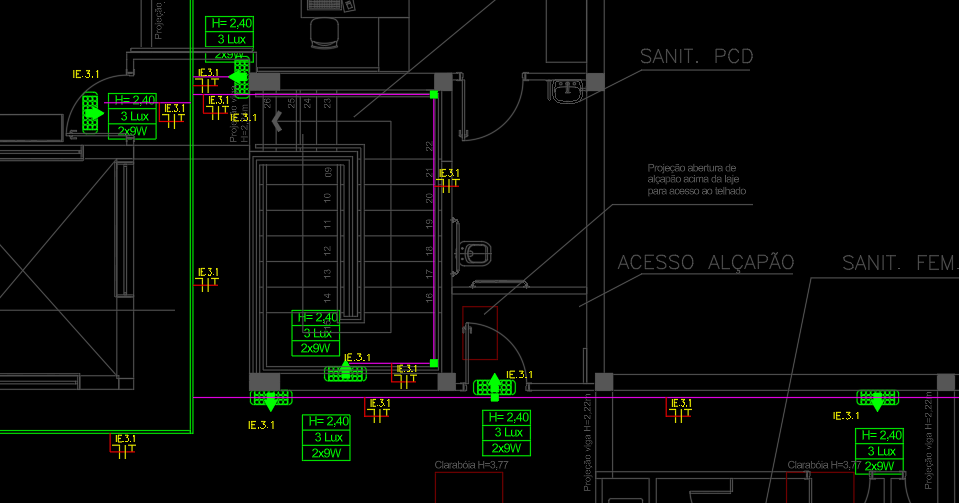 Projeção
H= 2,40
3 Lux
2x9W
IE.3.1
IE.3.1
H= 2,40
3 Lux
2x9W
IE.3.1
IE.3.1
IE.3.1
26
25
24
23
SANIT. PCD
22
21
20
19
18
17
16
09
10
11
12
13
14
IE.3.1
Projeção abertura de
alçapão acima da laje
para acesso ao telhado
ACESSO ALÇAPÃO
SANIT. FEM.
IE.3.1
H= 2,40
3 Lux
2x9W
IE.3.1
IE.3.1
IE.3.1
IE.3.1
IE.3.1
IE.3.1
IE.3.1
IE.3.1
H= 2,40
3 Lux
2x9W
H= 2,40
3 Lux
2x9W
H= 2,40
3 Lux
2x9W
Projeção viga H=2,22m
Projeção viga H=2,22m
Clarabóia H=3,77
Clarabóia H=3,77